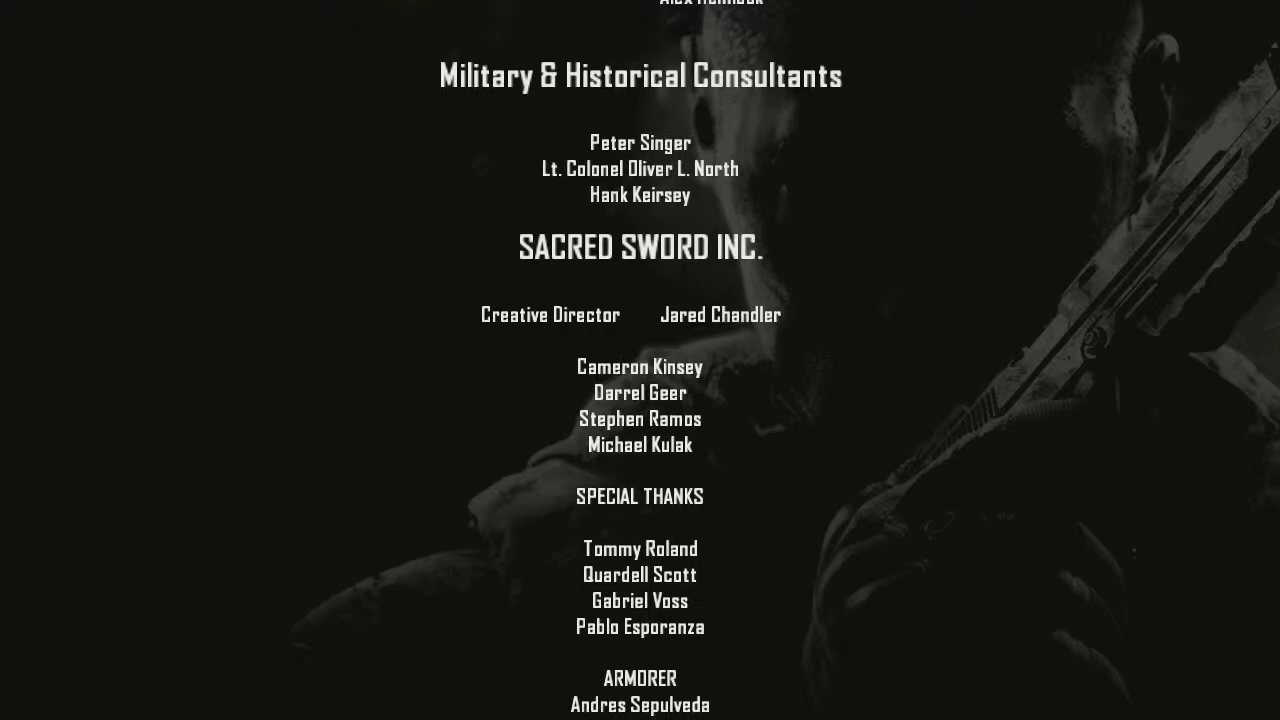 Military & Historical Consultants
Peter Singer
Lt. Colonel Oliver L. North
Hank Keirsey
SACRED SWORD INC.
Creative Director Jared Chandler
Cameron Kinsey
Darrel Geer
Stephen Ramos
Michael Kulak
SPECIAL THANKS
Tommy Roland
Quardell Scott
Gabriel Voss
Pablo Esporanza
ARMORER
Andres Sepulveda